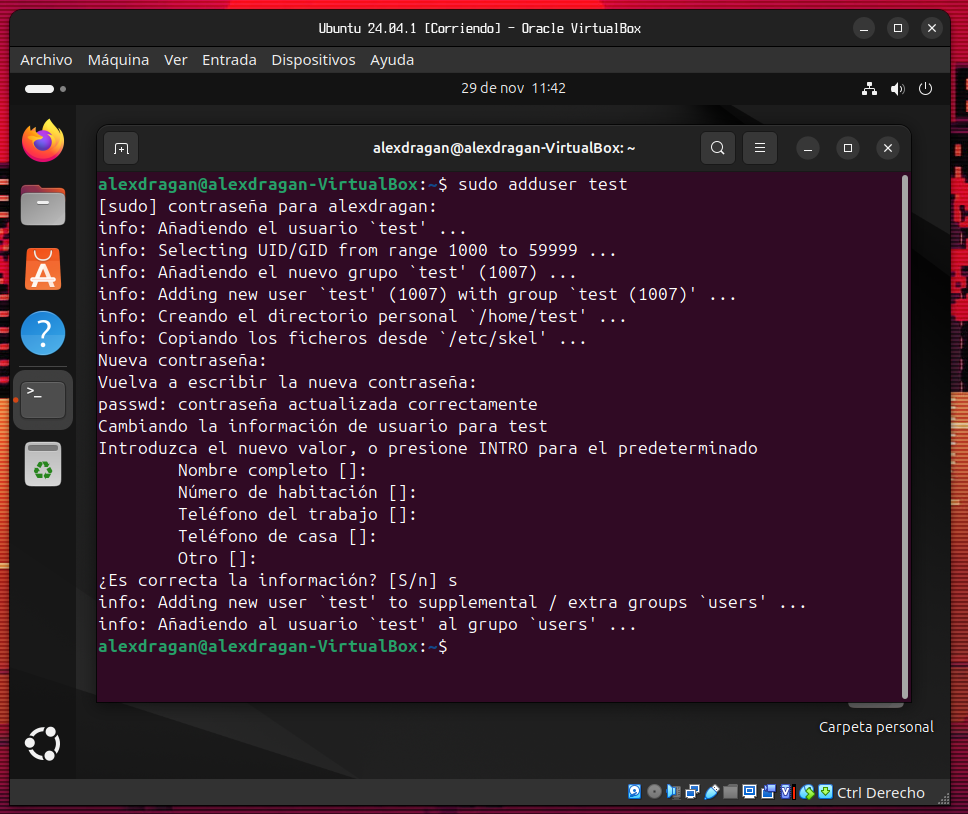 Ubuntu 24.04.1 [Corriendo] - Oracle VirtualBox
Archivo Máquina Ver Entrada Dispositivos Ayuda
29 de nov 11:42
alexdragan@alexdragan-VirtualBox: ~
alexdragan@alexdragan-VirtualBox:~$ sudo adduser test
[sudo] contraseña para alexdragan:
info: Añadiendo el usuario `test' ...
info: Selecting UID/GID from range 1000 to 59999 ...
info: Añadiendo el nuevo grupo `test' (1007) ...
info: Adding new user `test' (1007) with group `test (1007)' ...
info: Creando el directorio personal `/home/test' ...
info: Copiando los ficheros desde `/etc/skel' ...
Nueva contraseña:
Vuelva a escribir la nueva contraseña:
passwd: contraseña actualizada correctamente
Cambiando la información de usuario para test
Introduzca el nuevo valor, o presione INTRO para el predeterminado
Nombre completo []:
Número de habitación []:
Teléfono del trabajo []:
Teléfono de casa []:
Otro []:
¿Es correcta la información? [S/n] s
info: Adding new user `test' to supplemental / extra groups `users' ...
info: Añadiendo al usuario `test' al grupo `users' ...
alexdragan@alexdragan-VirtualBox:~$
Carpeta personal
Ctrl Derecho